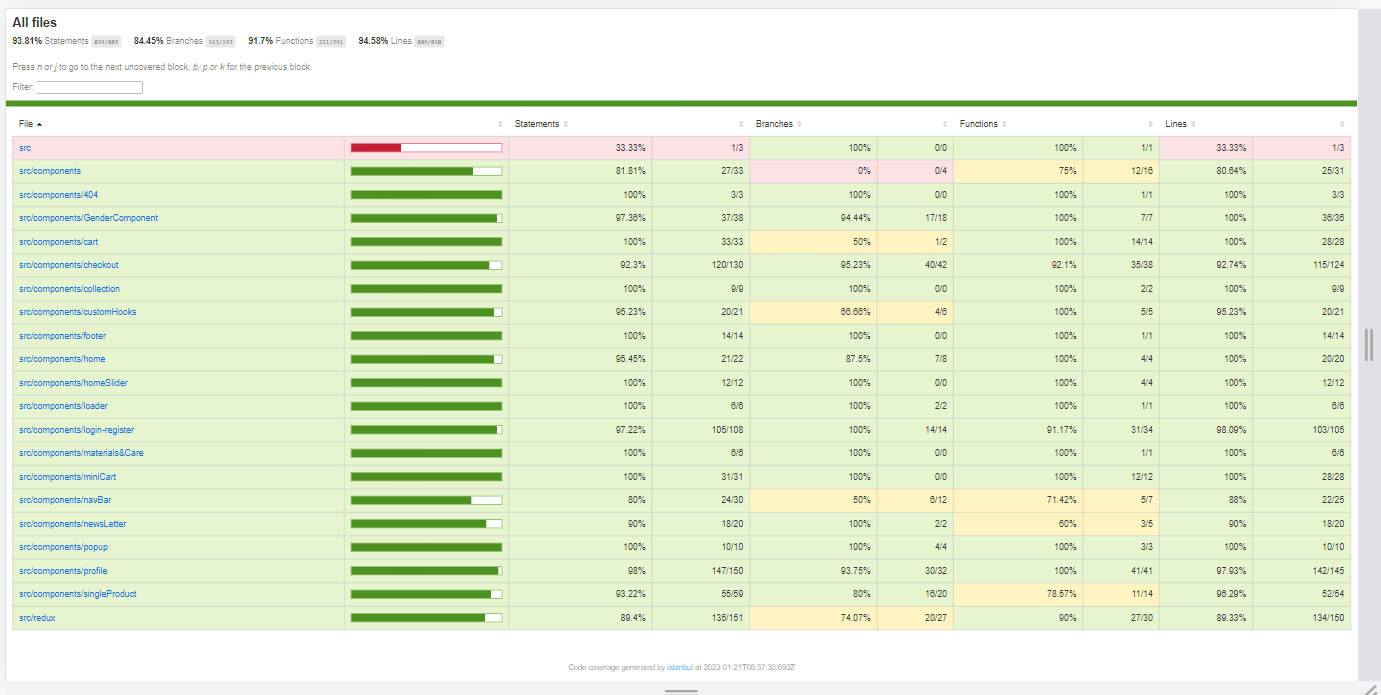 All files
93.81% Statements 834/889 84.45% Branches 163/193 91.7% Functions 221/241 94.58% Lines 804/850
Press n or j to go to the next uncovered block, b, p or k for the previous block.
Filter:
File Statements Branches Functions Lines
src 33.33% 1/3 100% 0/0 100% 1/1 33.33% 1/3
src/components 81.81% 27/33 0% 0/4 75% 12/16 80.64% 25/31
src/components/404 100% 3/3 100% 0/0 100% 1/1 100% 3/3
src/components/GenderComponent 97.36% 37/38 94.44% 17/18 100% 7/7 100% 36/36
src/components/cart 100% 33/33 50% 1/2 100% 14/14 100% 28/28
src/components/checkout 92.3% 120/130 95.23% 40/42 92.1% 35/38 92.74% 115/124
src/components/collection 100% 9/9 100% 0/0 100% 2/2 100% 9/9
src/components/customHooks 95.23% 20/21 66.66% 4/6 100% 5/5 95.23% 20/21
src/components/footer 100% 14/14 100% 0/0 100% 1/1 100% 14/14
src/components/home 95.45% 21/22 87.5% 7/8 100% 4/4 100% 20/20
src/components/homeSlider 100% 12/12 100% 0/0 100% 4/4 100% 12/12
src/components/loader 100% 6/6 100% 2/2 100% 1/1 100% 6/6
src/components/login-register 97.22% 105/108 100% 14/14 91.17% 31/34 98.09% 103/105
src/components/materials&Care 100% 6/6 100% 0/0 100% 1/1 100% 6/6
src/components/miniCart 100% 31/31 100% 0/0 100% 12/12 100% 28/28
src/components/navBar 80% 24/30 50% 6/12 71.42% 5/7 88% 22/25
src/components/newsLetter 90% 18/20 100% 2/2 60% 3/5 90% 18/20
src/components/popup 100% 10/10 100% 4/4 100% 3/3 100% 10/10
src/components/profile 98% 147/150 93.75% 30/32 100% 41/41 97.93% 142/145
src/components/singleProduct 93.22% 55/59 80% 16/20 78.57% 11/14 96.29% 52/54
src/redux 89.4% 135/151 74.07% 20/27 90% 27/30 89.33% 134/150
Code coverage generated by istanbul at 2023-01-21T08:37:30.693Z